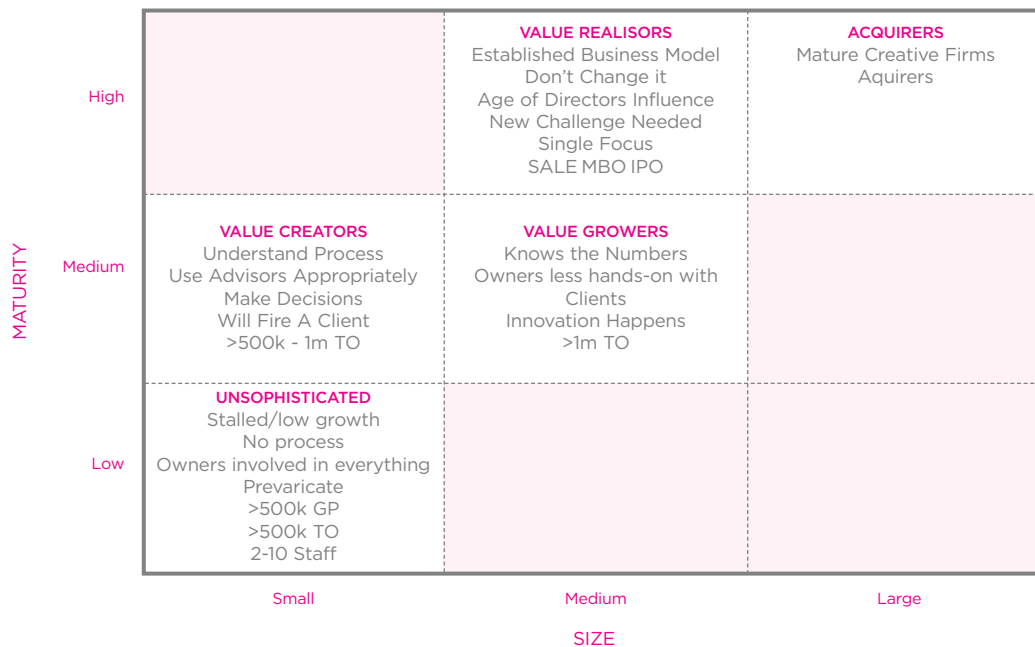 VALUE REALISORS
Established Business Model
Don't Change it
Age of Directors Influence
New Challenge Needed
Single Focus
SALE MBO IPO
ACQUIRERS
Mature Creative Firms
Aquirers
High
VALUE CREATORS
Understand Process
Use Advisors Appropriately
Make Decisions
Will Fire A Client
>500k - 1m TO
VALUE GROWERS
Knows the Numbers
Owners less hands-on with
Clients
Innovation Happens
>1m TO
Medium
MATURITY
UNSOPHISTICATED
Stalled/low growth
No process
Owners involved in everything
Prevaricate
>500k GP
>500k TO
2-10 Staff
Low
Small
Medium
Large
SIZE